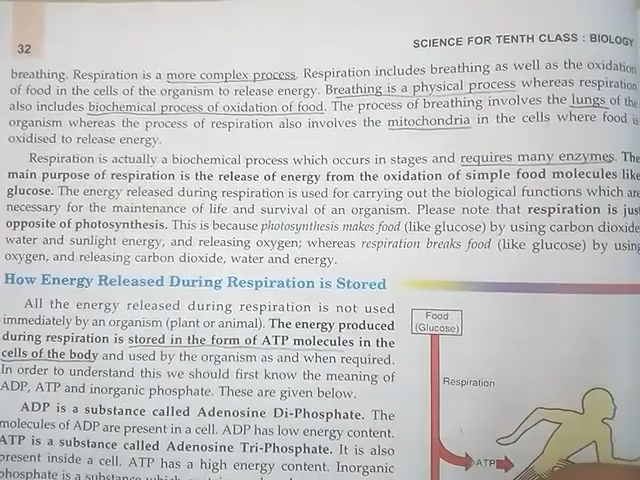 32
SCIENCE FOR TENTH CLASS : BIOLOGY
breathing. Respiration is a more complex process. Respiration includes breathing as well as the oxidation
of food in the cells of the organism to release energy. Breathing is a physical process whereas respiration
also includes biochemical process of oxidation of food. The process of breathing involves the lungs of the
organism whereas the process of respiration also involves the mitochondria in the cells where food is
oxidised to release energy.
Respiration is actually a biochemical process which occurs in stages and requires many enzymes. The
main purpose of respiration is the release of energy from the oxidation of simple food molecules like
glucose. The energy released during respiration is used for carrying out the biological functions which are
necessary for the maintenance of life and survival of an organism. Please note that respiration is just
opposite of photosynthesis. This is because photosynthesis makes food (like glucose) by using carbon dioxide,
water and sunlight energy, and releasing oxygen; whereas respiration breaks food (like glucose) by using
oxygen, and releasing carbon dioxide, water and energy.
How Energy Released During Respiration is Stored
All the energy released during respiration is not used
immediately by an organism (plant or animal). The energy produced
during respiration is stored in the form of ATP molecules in the
cells of the body and used by the organism as and when required.
In order to understand this we should first know the meaning of
ADP, ATP and inorganic phosphate. These are given below.
ADP is a substance called Adenosine Di-Phosphate. The
molecules of ADP are present in a cell. ADP has low energy content.
ATP is a substance called Adenosine Tri-Phosphate. It is also
present inside a cell. ATP has a high energy content. Inorganic
phosphate is a substance which
Food
(Glucose)
Respiration
ATP